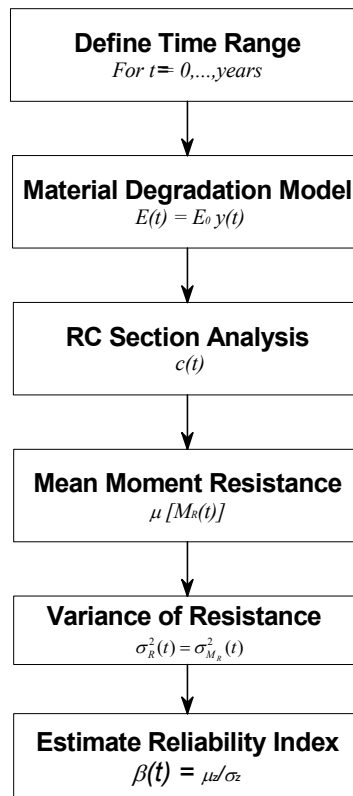 Define Time Range
For t= 0,...,years
Material Degradation Model
E(t) = E₀ y(t)
RC Section Analysis
c(t)
Mean Moment Resistance
μ [M_R(t)]
Variance of Resistance
σ²_R(t) = σ²_{M_R}(t)
Estimate Reliability Index
β(t) = μz/σz